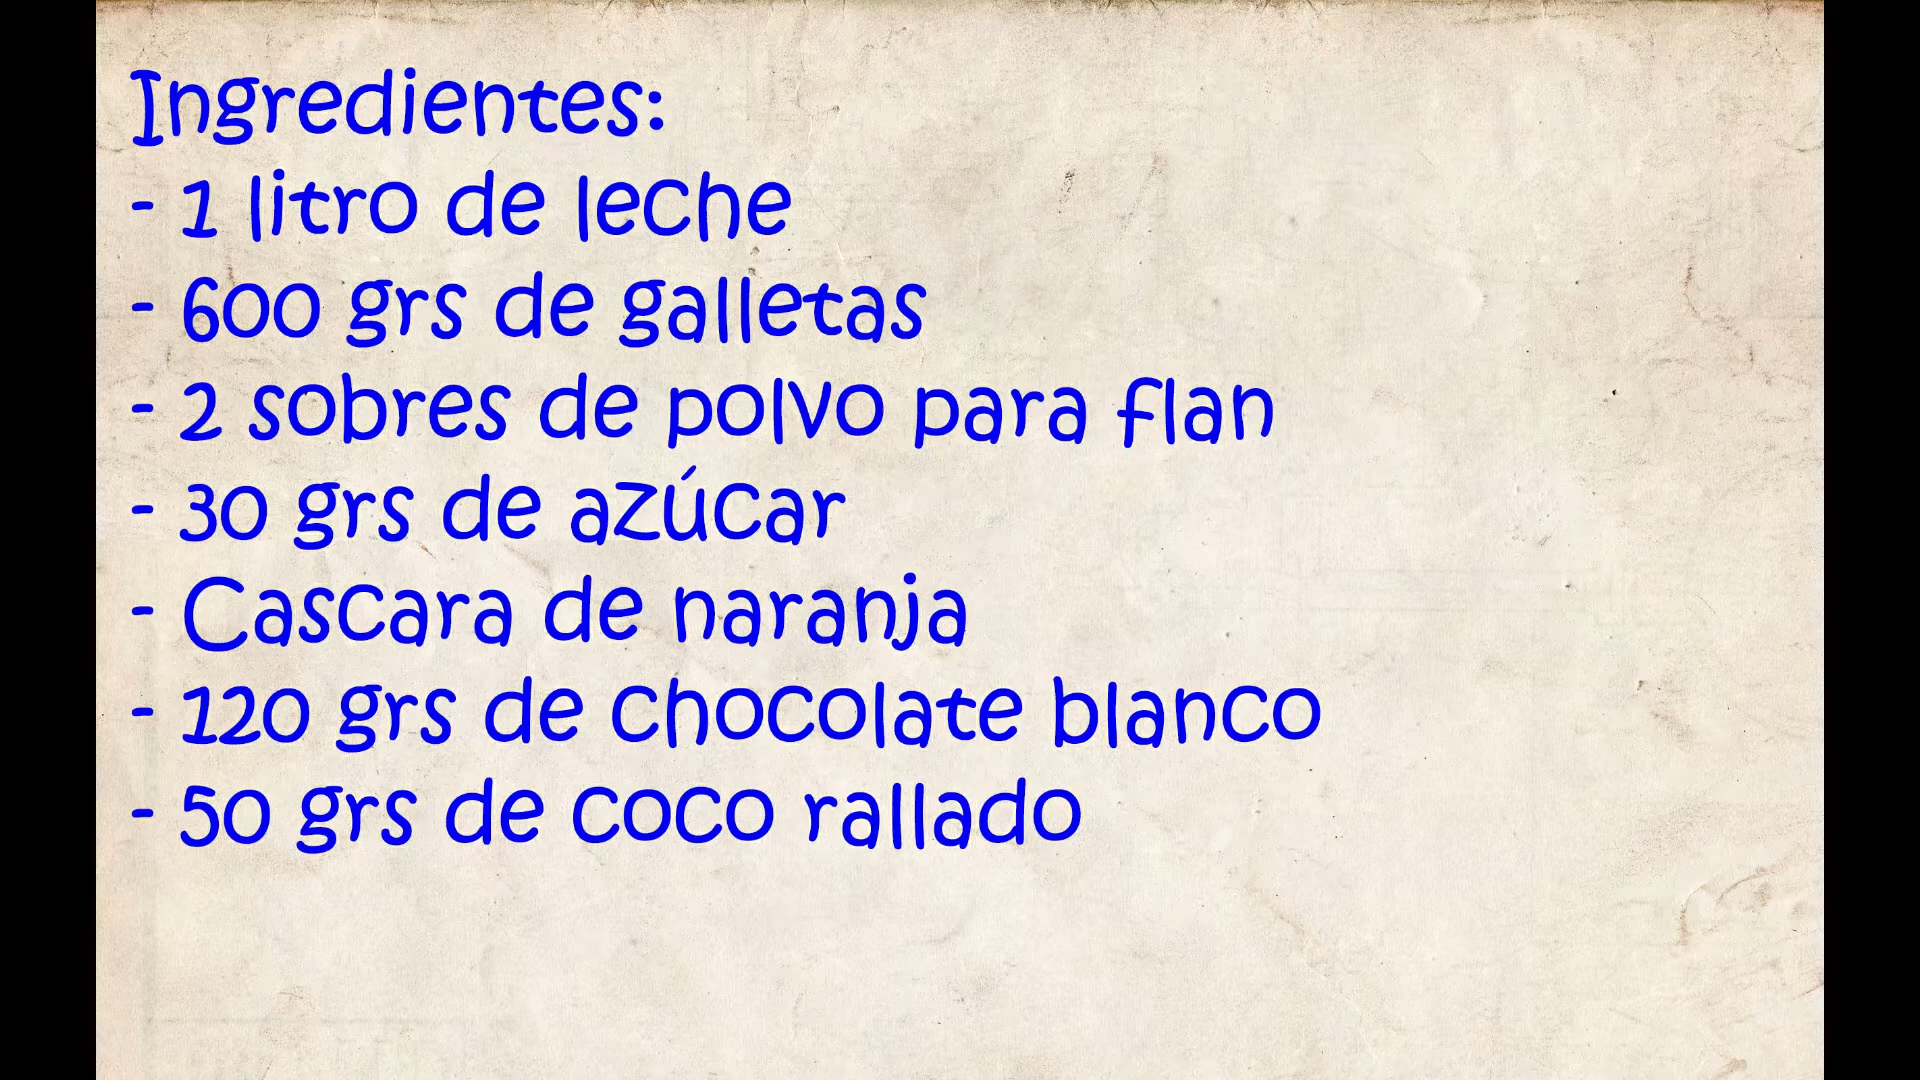 Ingredientes:
- 1 litro de leche
- 600 grs de galletas
- 2 sobres de polvo para flan
- 30 grs de azúcar
- Cascara de naranja
- 120 grs de chocolate blanco
- 50 grs de coco rallado